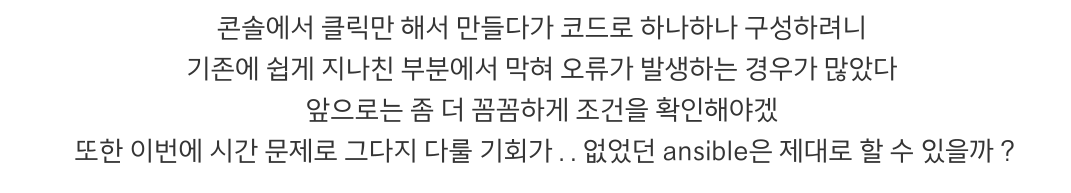 콘솔에서 클릭만 해서 만들다가 코드로 하나하나 구성하려니
기존에 쉽게 지나친 부분에서 막혀 오류가 발생하는 경우가 많았다
앞으로는 좀 더 꼼꼼하게 조건을 확인해야겠
또한 이번에 시간 문제로 그다지 다룰 기회가 . . 없었던 ansible은 제대로 할 수 있을까 ?